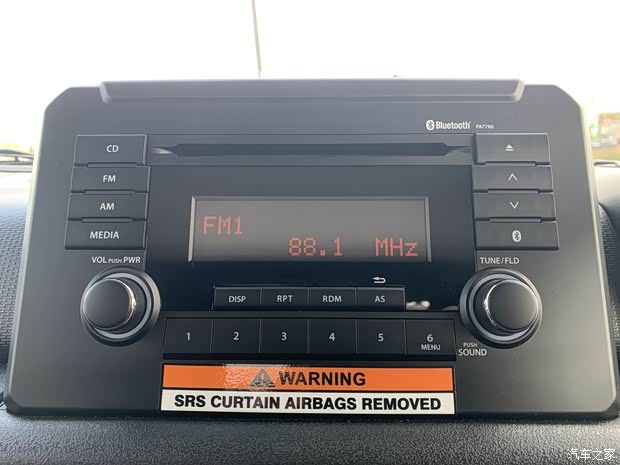 Bluetooth PA77R6
CD
FM
AM
MEDIA
FM1
88.1 MHz
VOL PUSH PWR
TUNE/FLD
DISP RPT RDM AS
1 2 3 4 5 6
MENU
PUSH
SOUND
WARNING
SRS CURTAIN AIRBAGS REMOVED
汽车之家